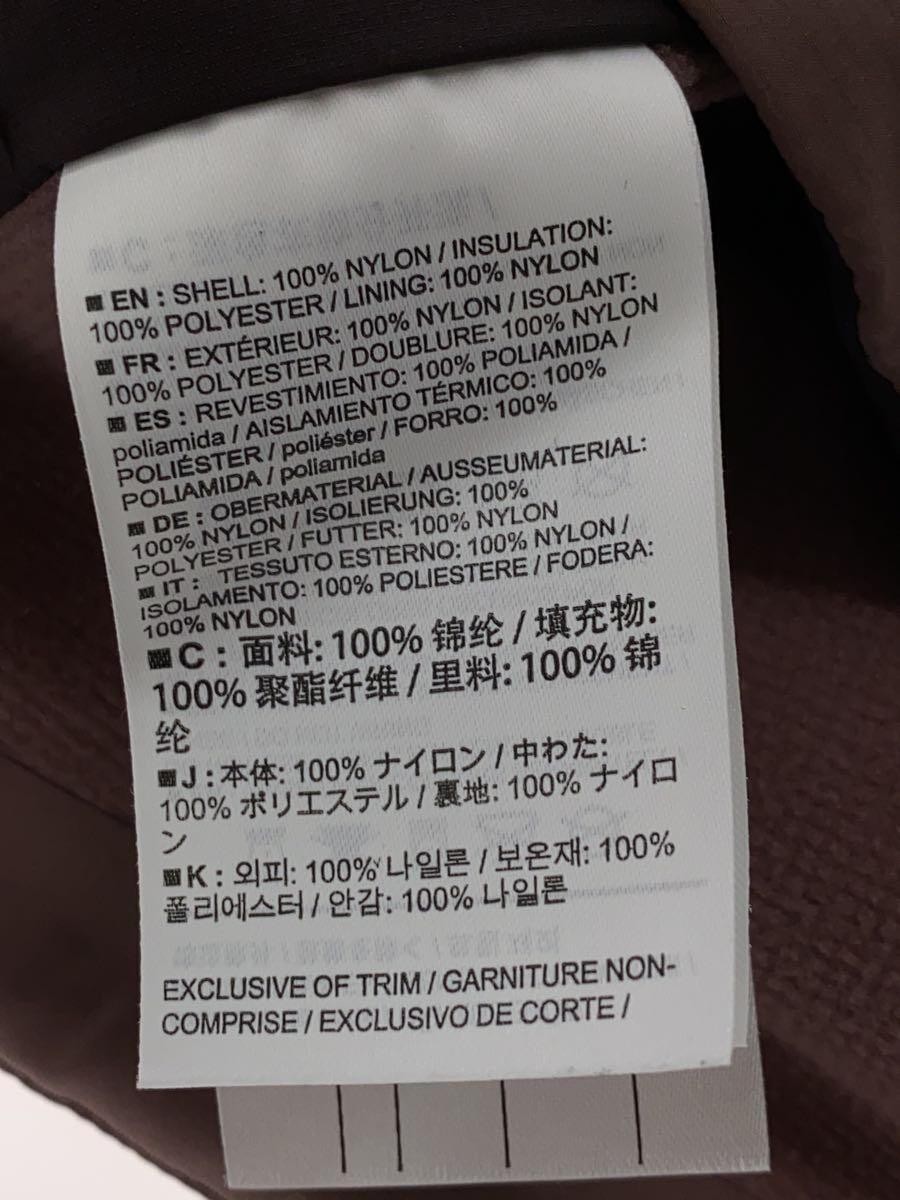 ■ EN : SHELL: 100% NYLON / INSULATION:
100% POLYESTER / LINING: 100% NYLON
■ FR : EXTÉRIEUR: 100% NYLON / ISOLANT:
100% POLYESTER / DOUBLURE: 100% NYLON
■ ES : REVESTIMIENTO: 100% POLIAMIDA /
poliamida / AISLAMIENTO TÉRMICO: 100%
POLIÉSTER / poliéster / FORRO: 100%
POLIAMIDA / poliamida
■ DE : OBERMATERIAL / AUSSEUMATERIAL:
100% NYLON / ISOLIERUNG: 100%
POLYESTER / FUTTER: 100% NYLON
■ IT : TESSUTO ESTERNO: 100% NYLON /
ISOLAMENTO: 100% POLIESTERE / FODERA:
100% NYLON
■ C : 面料: 100% 锦纶 / 填充物:
100% 聚酯纤维 / 里料: 100% 锦
纶
■ J : 本体: 100% ナイロン / 中わた:
100% ポリエステル / 裏地: 100% ナイロ
ン
■ K : 외피: 100% 나일론 / 보온재: 100%
폴리에스터 / 안감: 100% 나일론
EXCLUSIVE OF TRIM / GARNITURE NON-
COMPRISE / EXCLUSIVO DE CORTE /